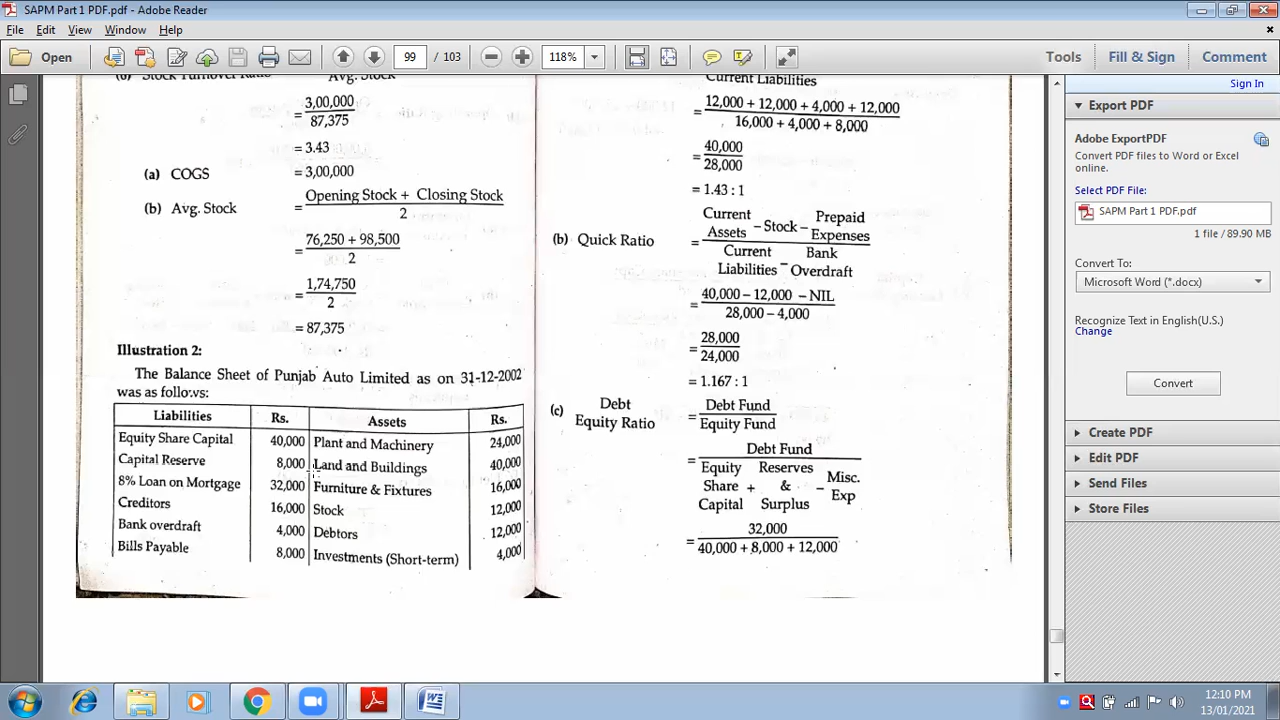 SAPM Part 1 PDF.pdf - Adobe Reader
File Edit View Window Help
Open 99 / 103 118% Tools Fill & Sign Comment
Sign In
Export PDF
Adobe ExportPDF
Convert PDF files to Word or Excel
online.
Select PDF File:
SAPM Part 1 PDF.pdf
1 file / 89.90 MB
Convert To:
Microsoft Word (*.docx)
Recognize Text in English(U.S.)
Change
Convert
Create PDF
Edit PDF
Send Files
Store Files
Stock Turnover Ratio Avg. Stock
= 3,00,000
87,375
= 3.43
(a) COGS = 3,00,000
(b) Avg. Stock = Opening Stock + Closing Stock
2
= 76,250 + 98,500
2
= 1,74,750
2
= 87,375
Illustration 2:
The Balance Sheet of Punjab Auto Limited as on 31-12-2002
was as follows:
Liabilities Rs. Assets Rs.
Equity Share Capital 40,000 Plant and Machinery 24,000
Capital Reserve 8,000 Land and Buildings 40,000
8% Loan on Mortgage 32,000 Furniture & Fixtures 16,000
Creditors 16,000 Stock 12,000
Bank overdraft 4,000 Debtors 12,000
Bills Payable 8,000 Investments (Short-term) 4,000
Current Liabilities
= 12,000 + 12,000 + 4,000 + 12,000
16,000 + 4,000 + 8,000
= 40,000
28,000
= 1.43 : 1
(b) Quick Ratio = Current Assets – Stock – Prepaid Expenses
Current Liabilities – Bank Overdraft
= 40,000 – 12,000 – NIL
28,000 – 4,000
= 28,000
24,000
= 1.167 : 1
(c) Debt Equity Ratio = Debt Fund
Equity Fund
= Debt Fund
Equity Share Capital + Reserves & Surplus – Misc. Exp
= 32,000
40,000 + 8,000 + 12,000
12:10 PM
13/01/2021